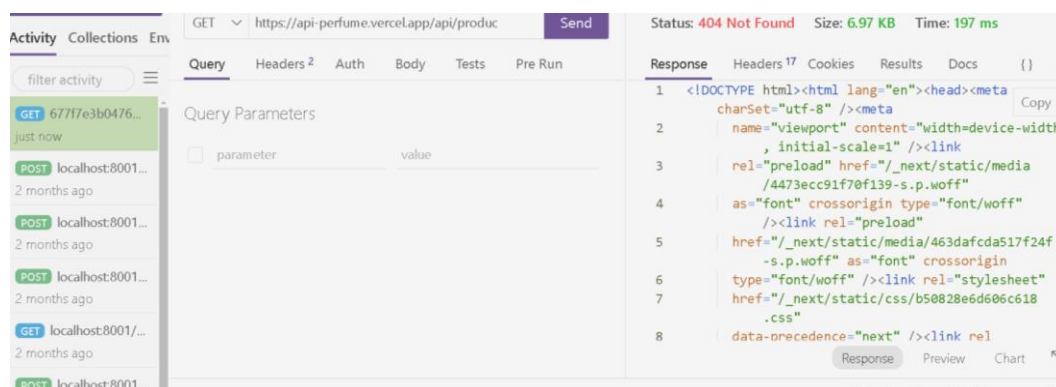 GET https://api-perfume.vercel.app/api/produc Send
Status: 404 Not Found Size: 6.97 KB Time: 197 ms
Activity Collections Env
Query Headers 2 Auth Body Tests Pre Run
Response Headers 17 Cookies Results Docs {}
filter activity
GET 677f7e3b0476...
just now
POST localhost:8001...
2 months ago
POST localhost:8001...
2 months ago
POST localhost:8001...
2 months ago
GET localhost:8001/...
2 months ago
POST localhost:8001
Query Parameters
parameter value
1 <!DOCTYPE html><html lang="en"><head><meta
charSet="utf-8" /><meta
Copy
2 name="viewport" content="width=device-width
, initial-scale=1" /><link
3 rel="preload" href="/_next/static/media
/4473ecc91f70f139-s.p.woff"
4 as="font" crossorigin type="font/woff"
/><link rel="preload"
5 href="/_next/static/media/463dafcda517f24f
-s.p.woff" as="font" crossorigin
6 type="font/woff" /><link rel="stylesheet"
7 href="/_next/static/css/b50828e6d606c618
.css"
8 data-precedence="next" /><link rel
Response Preview Chart